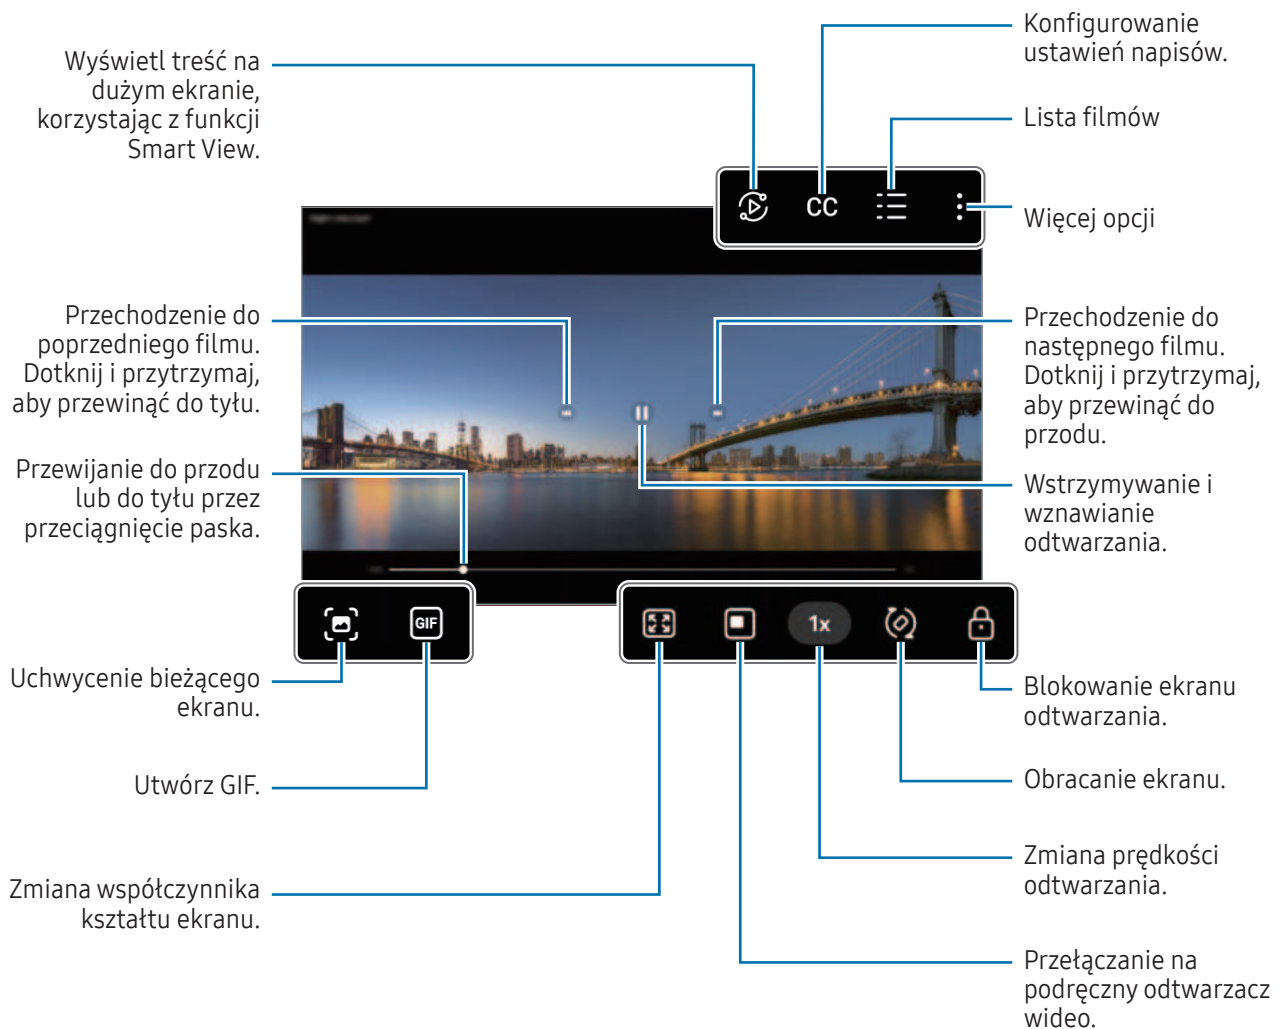 Konfigurowanie
ustawień napisów.
Wyświetl treść na
dużym ekranie,
korzystając z funkcji
Smart View.
Lista filmów
CC
Więcej opcji
Przechodzenie do
poprzedniego filmu.
Dotknij i przytrzymaj,
aby przewinąć do tyłu.
Przechodzenie do
następnego filmu.
Dotknij i przytrzymaj,
aby przewinąć do
przodu.
Przewijanie do przodu
lub do tyłu przez
przeciągnięcie paska.
Wstrzymywanie i
wznawianie
odtwarzania.
GIF
1x
Uchwycenie bieżącego
ekranu.
Blokowanie ekranu
odtwarzania.
Utwórz GIF.
Obracanie ekranu.
Zmiana prędkości
odtwarzania.
Zmiana współczynnika
kształtu ekranu.
Przełączanie na
podręczny odtwarzacz
wideo.